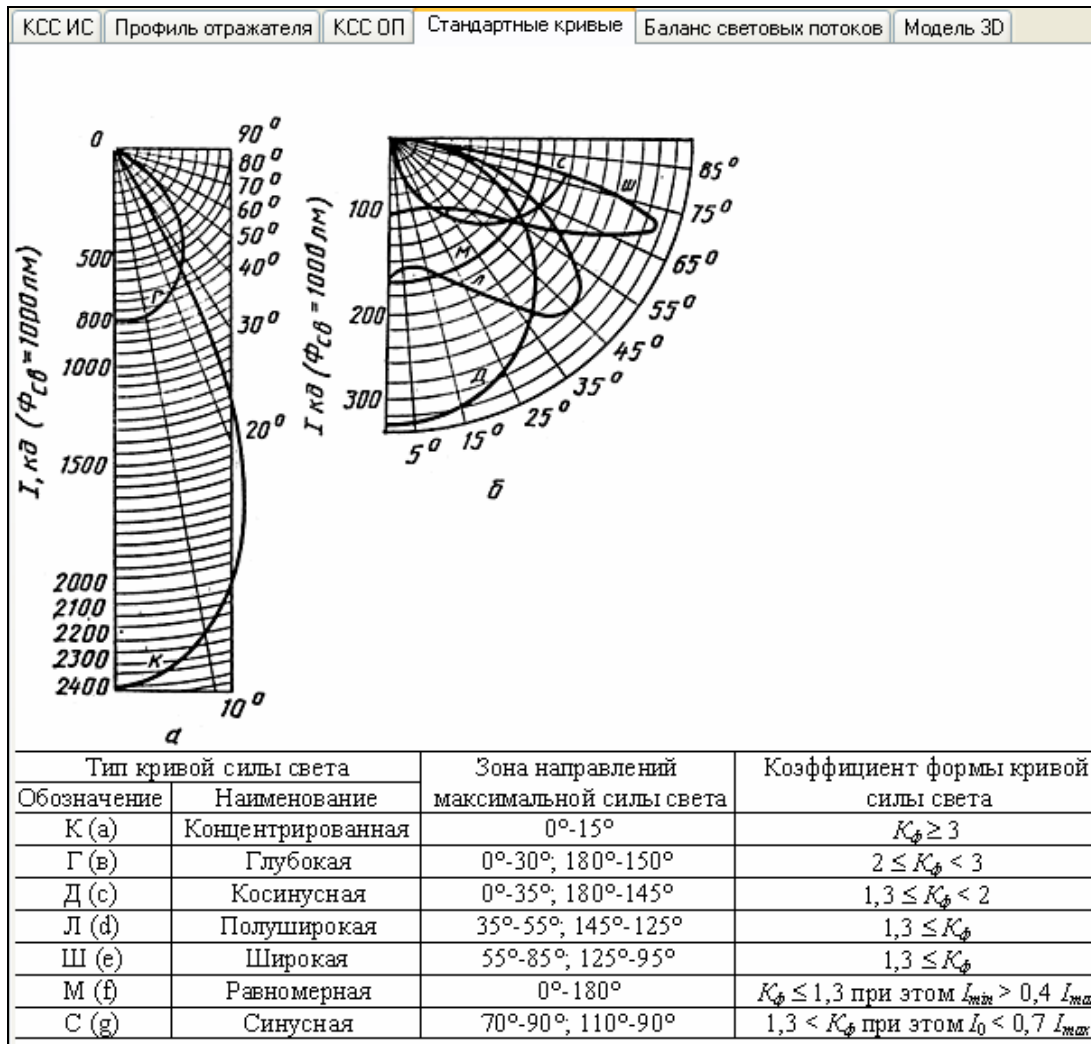 КСС ИС Профиль отражателя КСС ОП Стандартные кривые Баланс световых потоков Модель 3D
I, кд (Фсв = 1000 лм)
0
500
800
1000
1500
2000
2100
2200
2300
2400
90°
80°
70°
60°
50°
40°
30°
20°
10°
Г
К
а
I кд (Фсв = 1000 лм)
100
200
300
85°
75°
65°
55°
45°
35°
25°
15°
5°
С
Ш
М
Л
Д
б
Тип кривой силы света
Обозначение Наименование
Зона направлений
максимальной силы света
Коэффициент формы кривой
силы света
К (a) Концентрированная 0°-15° Kф ≥ 3
Г (в) Глубокая 0°-30°; 180°-150° 2 ≤ Kф < 3
Д (c) Косинусная 0°-35°; 180°-145° 1,3 ≤ Kф < 2
Л (d) Полуширокая 35°-55°; 145°-125° 1,3 ≤ Kф
Ш (e) Широкая 55°-85°; 125°-95° 1,3 ≤ Kф
М (f) Равномерная 0°-180° Kф ≤ 1,3 при этом Imin > 0,4 Imax
С (g) Синусная 70°-90°; 110°-90° 1,3 < Kф при этом I0 < 0,7 Imax